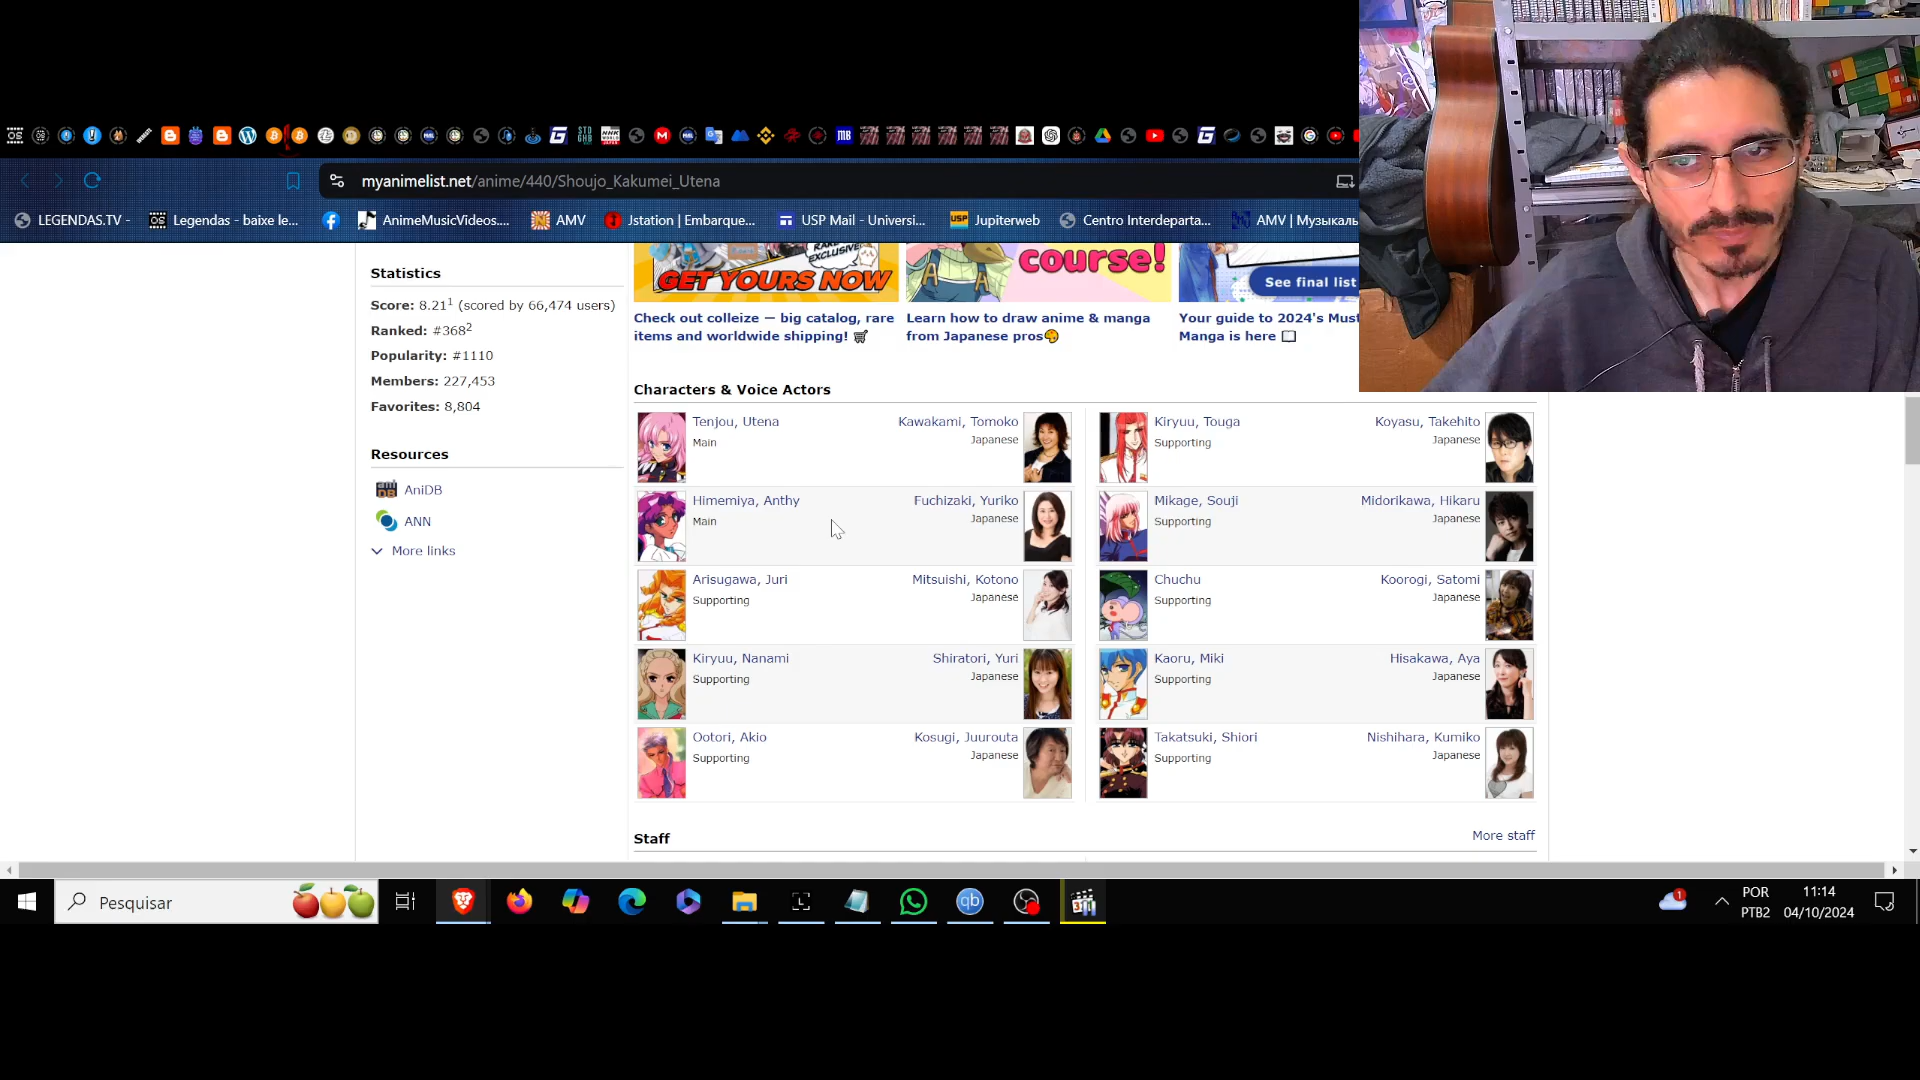 myanimelist.net/anime/440/Shoujo_Kakumei_Utena
LEGENDAS.TV - Legendas - baixe le... AnimeMusicVideos.... AMV Jstation | Embarque... USP Mail - Universi... Jupiterweb Centro Interdeparta... AMV | Музыкаль
Statistics
Score: 8.21¹ (scored by 66,474 users)
Ranked: #368²
Popularity: #1110
Members: 227,453
Favorites: 8,804
Resources
AniDB
ANN
More links
EXCLUSIVE
GET YOURS NOW
Check out colleize — big catalog, rare
items and worldwide shipping!
course!
Learn how to draw anime & manga
from Japanese pros
See final list
Your guide to 2024's Must
Manga is here
Characters & Voice Actors
Tenjou, Utena
Main
Kawakami, Tomoko
Japanese
Kiryuu, Touga
Supporting
Koyasu, Takehito
Japanese
Himemiya, Anthy
Main
Fuchizaki, Yuriko
Japanese
Mikage, Souji
Supporting
Midorikawa, Hikaru
Japanese
Arisugawa, Juri
Supporting
Mitsuishi, Kotono
Japanese
Chuchu
Supporting
Koorogi, Satomi
Japanese
Kiryuu, Nanami
Supporting
Shiratori, Yuri
Japanese
Kaoru, Miki
Supporting
Hisakawa, Aya
Japanese
Ootori, Akio
Supporting
Kosugi, Juurouta
Japanese
Takatsuki, Shiori
Supporting
Nishihara, Kumiko
Japanese
Staff
More staff
Pesquisar
POR
PTB2
11:14
04/10/2024